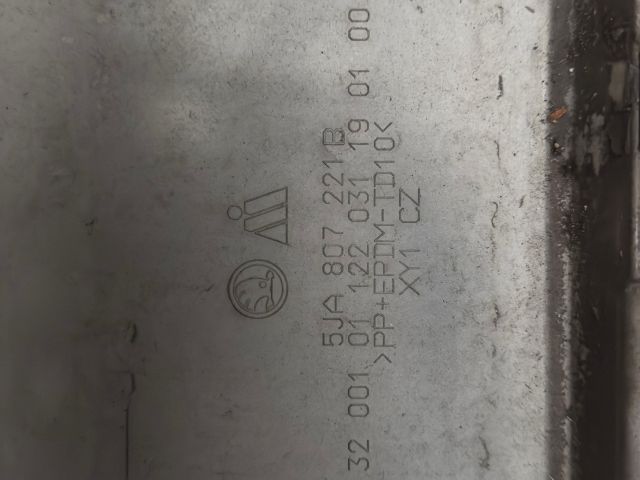 5JA 807 221 B
32 001 01 122 031 19 01 00
>PP+EPDM-TD10<
XY1 CZ